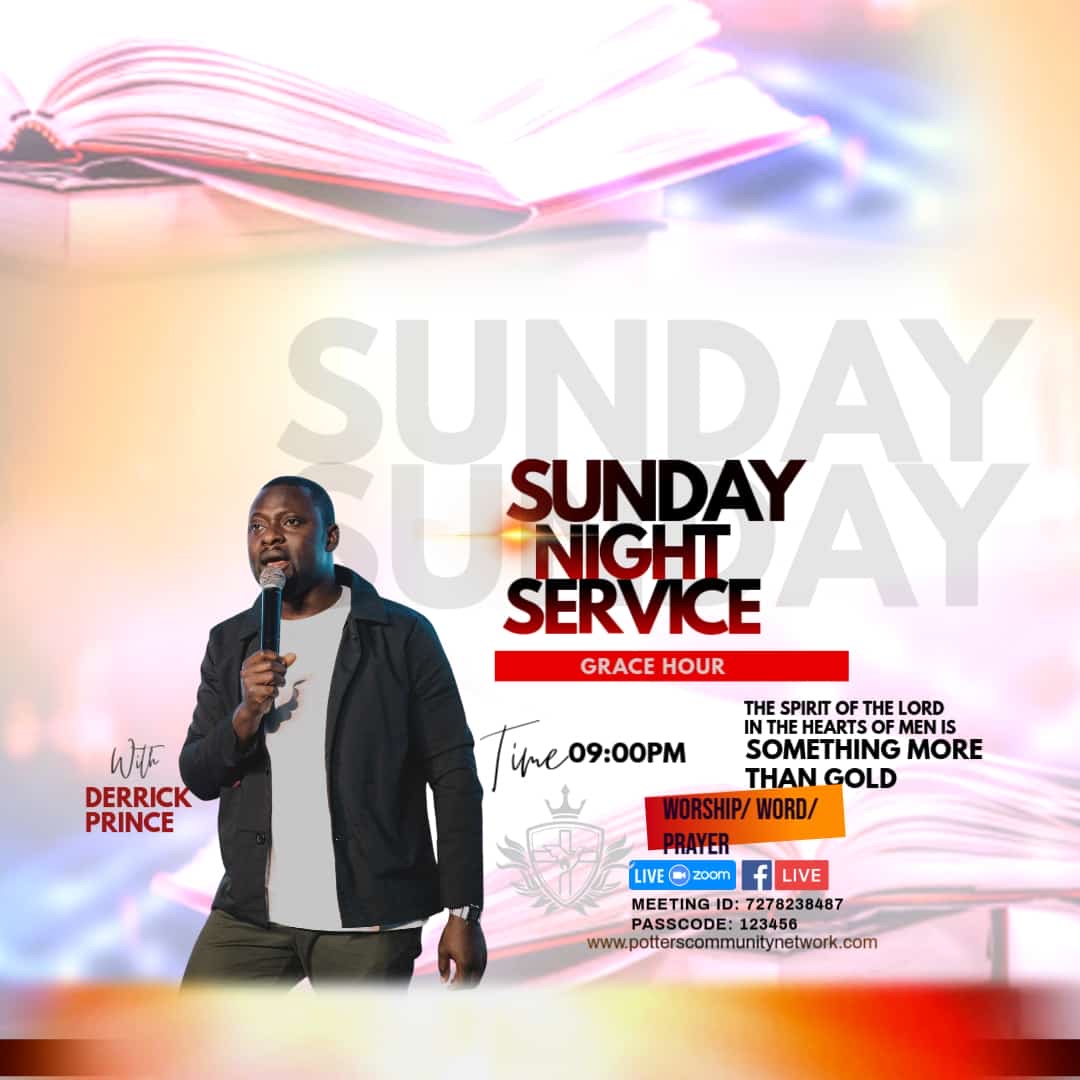 SUNDAY
SUNDAY
SUNDAY
NIGHT
SERVICE
GRACE HOUR
Time 09:00PM
THE SPIRIT OF THE LORD
IN THE HEARTS OF MEN IS
SOMETHING MORE
THAN GOLD
With
DERRICK
PRINCE
WORSHIP/ WORD/
PRAYER
LIVE zoom f LIVE
MEETING ID: 7278238487
PASSCODE: 123456
www.potterscommunitynetwork.com